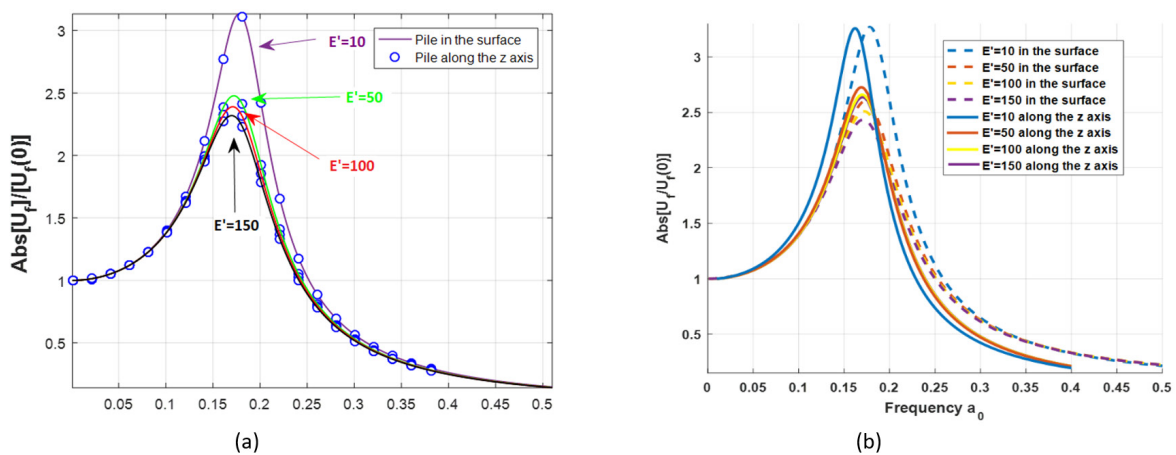 Abs[U_f]/[U_f(0)]
3
2.5
2
1.5
1
0.5
0.05
0.1
0.15
0.2
0.25
0.3
0.35
0.4
0.45
0.5
Pile in the surface
Pile along the z axis
E'=10
E'=50
E'=100
E'=150
(a)
Abs[U_f/U_f(0)]
3
2.5
2
1.5
1
0.5
0
0.05
0.1
0.15
0.2
0.25
0.3
0.35
0.4
0.45
0.5
Frequency a_0
E'=10 in the surface
E'=50 in the surface
E'=100 in the surface
E'=150 in the surface
E'=10 along the z axis
E'=50 along the z axis
E'=100 along the z axis
E'=150 along the z axis
(b)